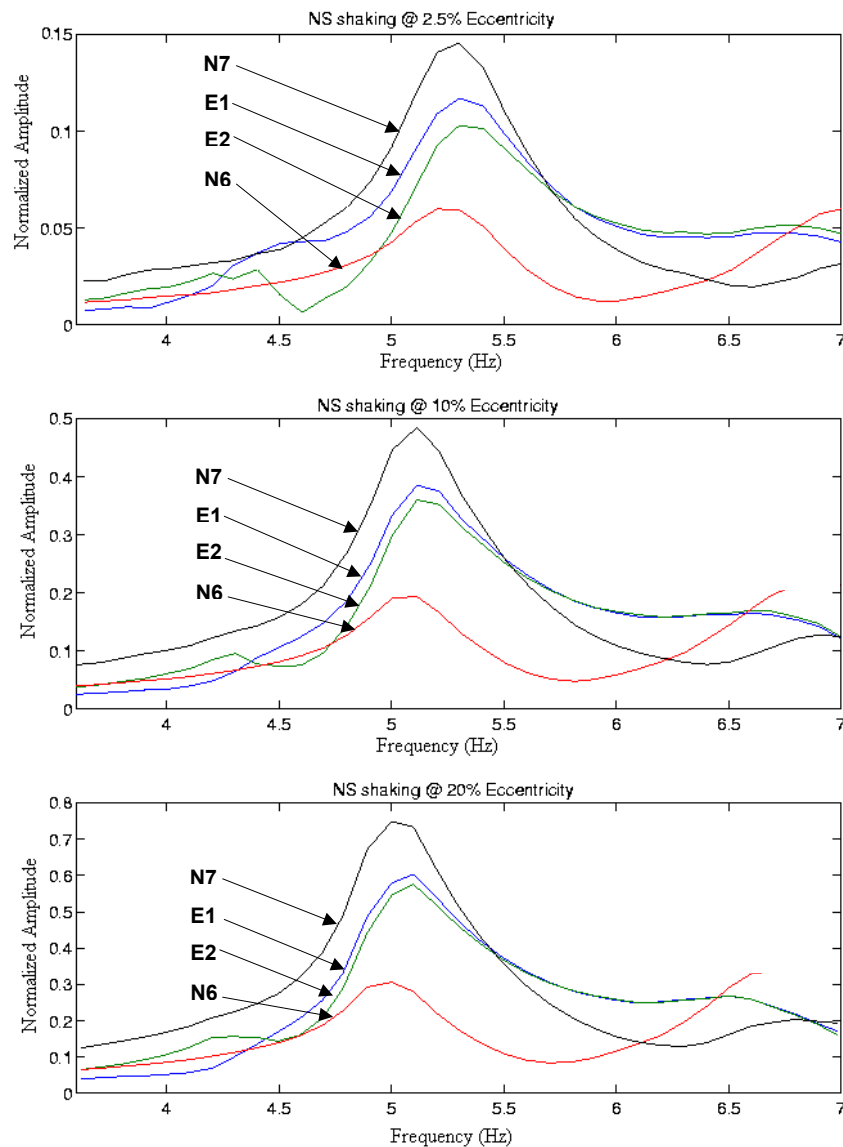 NS shaking @ 2.5% Eccentricity
0.15
0.1
0.05
0
Normalized Amplitude
N7
E1
E2
N6
4 4.5 5 5.5 6 6.5 7
Frequency (Hz)
NS shaking @ 10% Eccentricity
0.5
0.4
0.3
0.2
0.1
0
Normalized Amplitude
N7
E1
E2
N6
4 4.5 5 5.5 6 6.5 7
Frequency (Hz)
NS shaking @ 20% Eccentricity
0.8
0.7
0.6
0.5
0.4
0.3
0.2
0.1
0
Normalized Amplitude
N7
E1
E2
N6
4 4.5 5 5.5 6 6.5 7
Frequency (Hz)